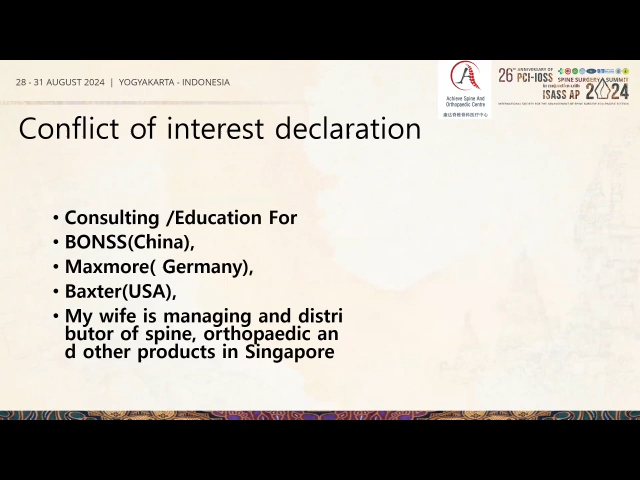 28 - 31 AUGUST 2024 | YOGYAKARTA - INDONESIA
Achieve Spine And
Orthopaedic Centre
26th ANNIVERSARY OF
PCI-IOSS
SPINE SURGERY SUMMIT
ISASS AP 2024
Conflict of interest declaration
• Consulting /Education For
• BONSS(China),
• Maxmore( Germany),
• Baxter(USA),
• My wife is managing and distri
butor of spine, orthopaedic an
d other products in Singapore